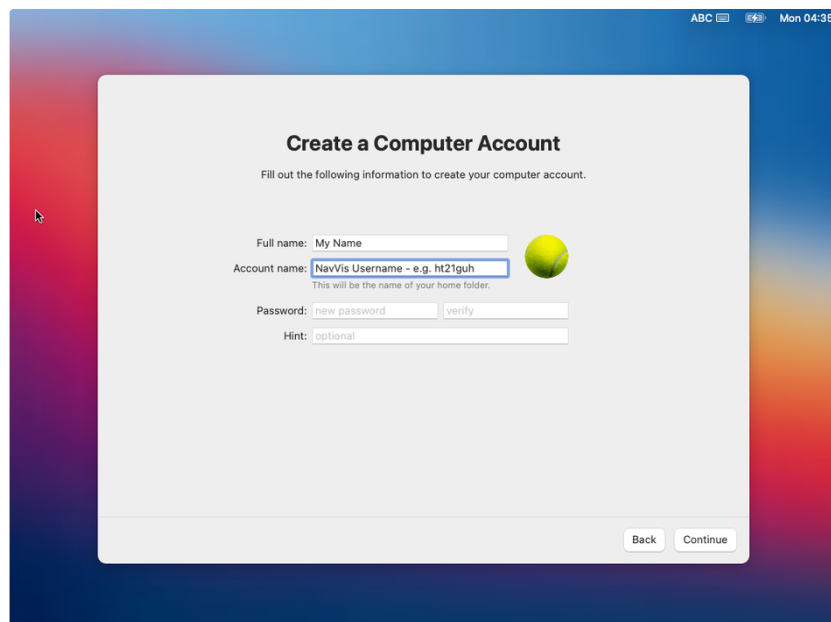 ABC Mon 04:35
Create a Computer Account
Fill out the following information to create your computer account.
Full name: My Name
Account name: NavVis Username - e.g. ht21guh
This will be the name of your home folder.
Password: new password verify
Hint: optional
Back Continue